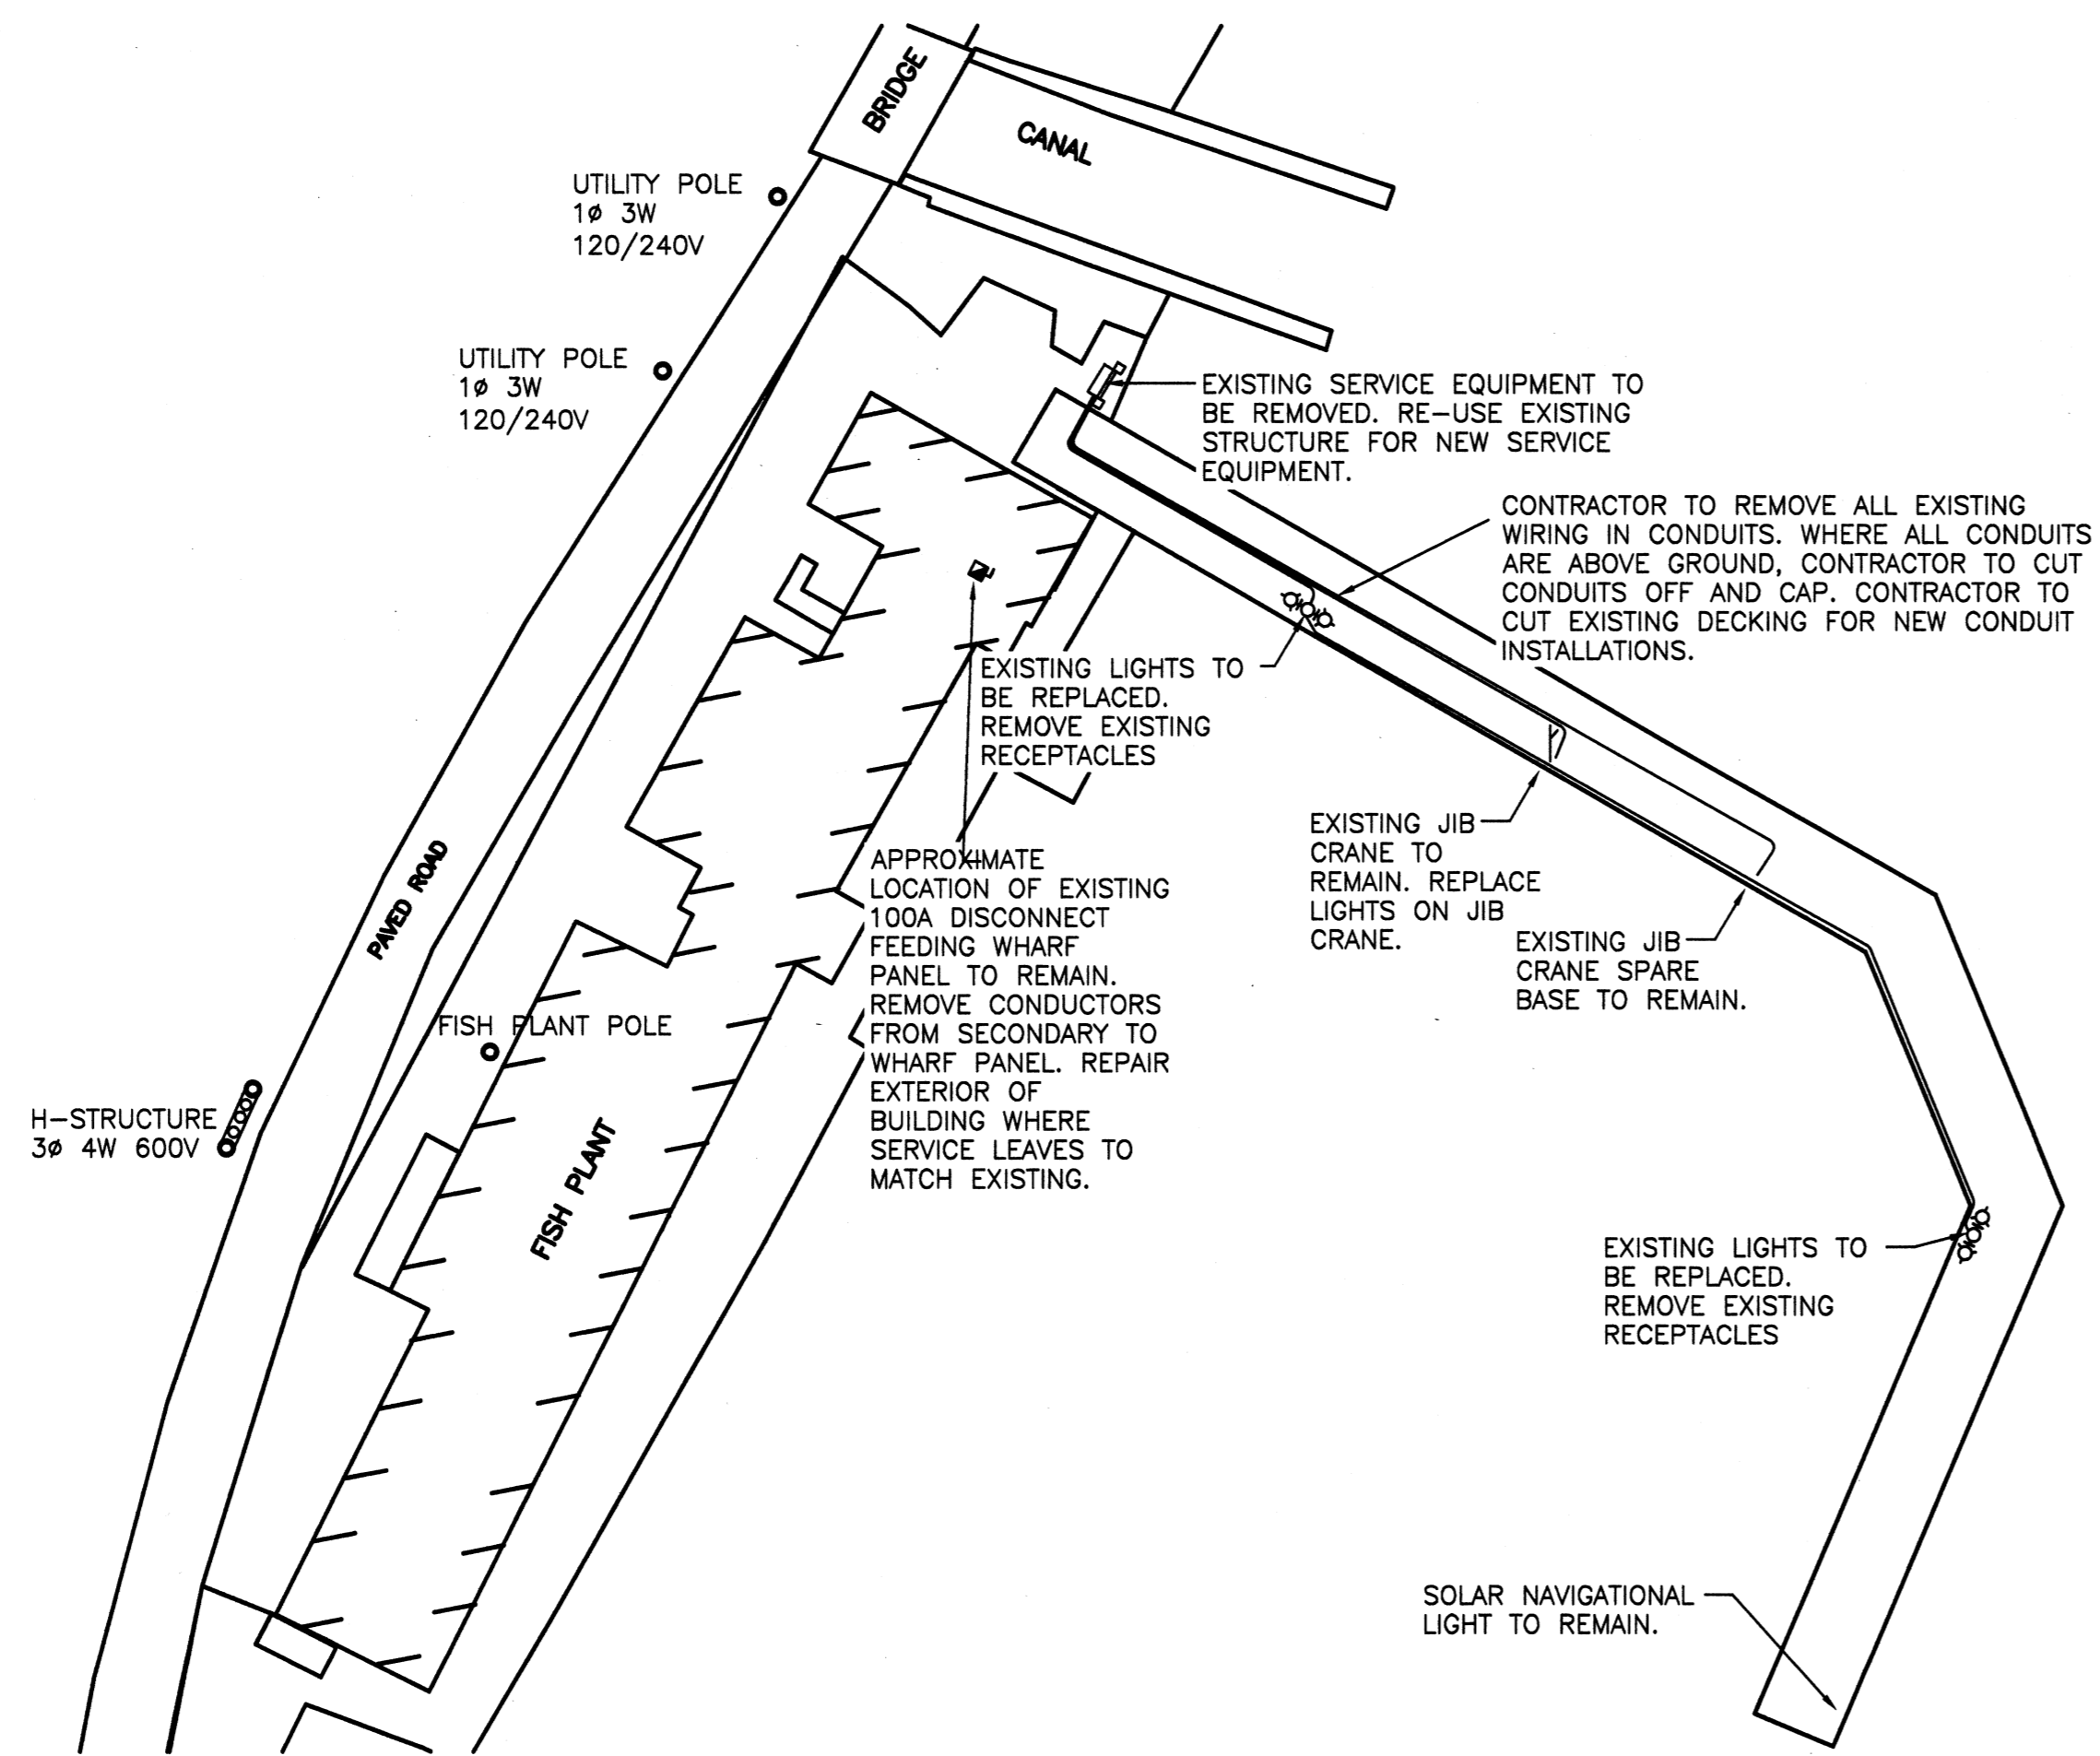 BRIDGE
CANAL
UTILITY POLE
1ø 3W
120/240V
UTILITY POLE
1ø 3W
120/240V
EXISTING SERVICE EQUIPMENT TO
BE REMOVED. RE-USE EXISTING
STRUCTURE FOR NEW SERVICE
EQUIPMENT.
CONTRACTOR TO REMOVE ALL EXISTING
WIRING IN CONDUITS. WHERE ALL CONDUITS
ARE ABOVE GROUND, CONTRACTOR TO CUT
CONDUITS OFF AND CAP. CONTRACTOR TO
CUT EXISTING DECKING FOR NEW CONDUIT
INSTALLATIONS.
EXISTING LIGHTS TO
BE REPLACED.
REMOVE EXISTING
RECEPTACLES
PAVED ROAD
APPROXIMATE
LOCATION OF EXISTING
100A DISCONNECT
FEEDING WHARF
PANEL TO REMAIN.
REMOVE CONDUCTORS
FROM SECONDARY TO
WHARF PANEL. REPAIR
EXTERIOR OF
BUILDING WHERE
SERVICE LEAVES TO
MATCH EXISTING.
EXISTING JIB
CRANE TO
REMAIN. REPLACE
LIGHTS ON JIB
CRANE.
EXISTING JIB
CRANE SPARE
BASE TO REMAIN.
FISH PLANT POLE
H-STRUCTURE
3ø 4W 600V
FISH PLANT
EXISTING LIGHTS TO
BE REPLACED.
REMOVE EXISTING
RECEPTACLES
SOLAR NAVIGATIONAL
LIGHT TO REMAIN.